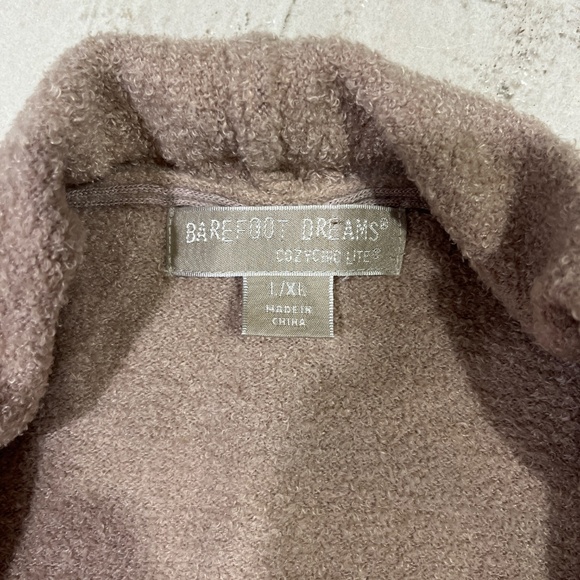 BAREFOOT DREAMS®
COZYCHIC LITE®
L/XL
MADE IN
CHINA